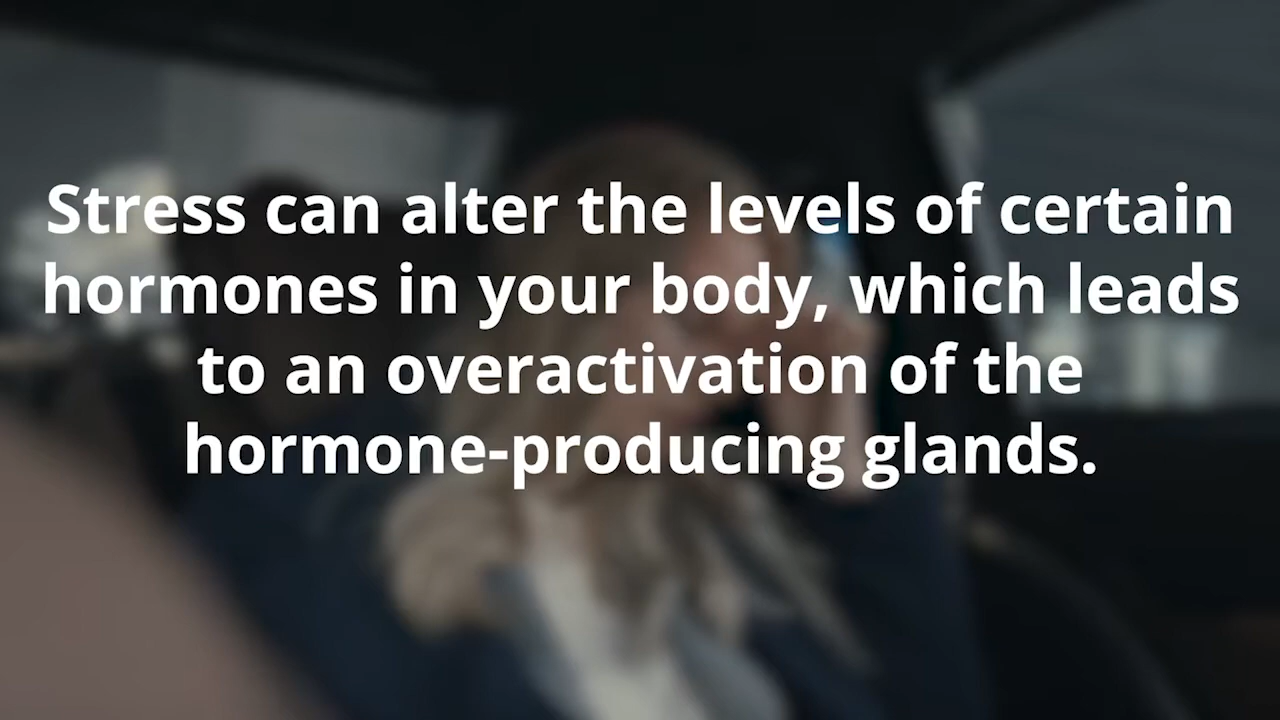 Stress can alter the levels of certain
hormones in your body, which leads
to an overactivation of the
hormone-producing glands.